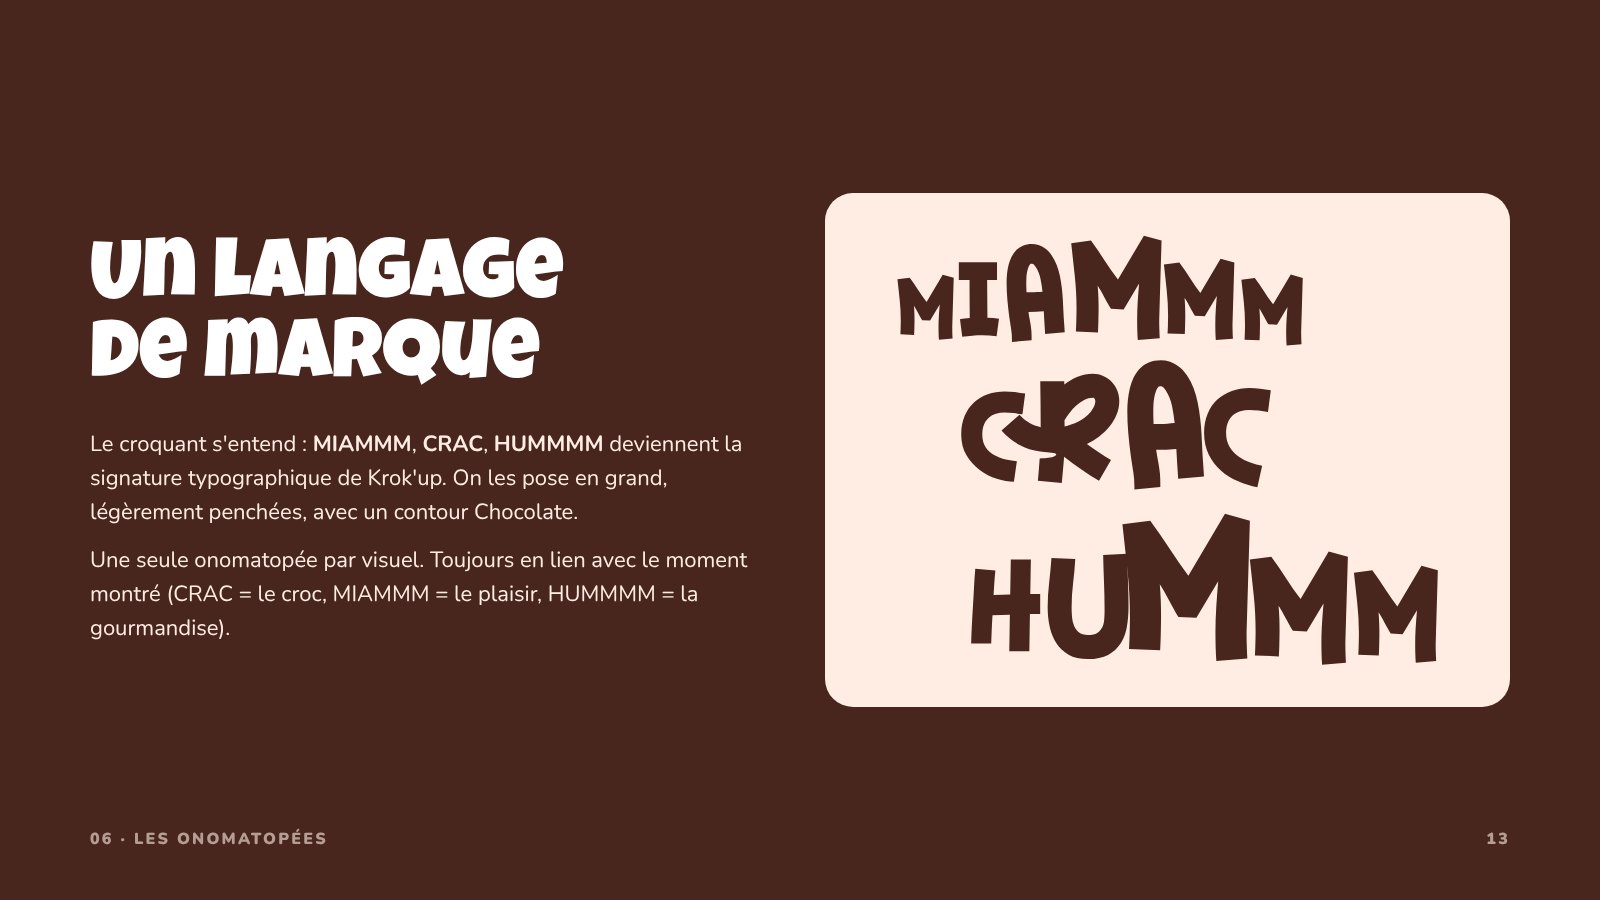 Un Langage
de marque
Le croquant s'entend : MIAMMM, CRAC, HUMMMM deviennent la
signature typographique de Krok'up. On les pose en grand,
légèrement penchées, avec un contour Chocolate.
Une seule onomatopée par visuel. Toujours en lien avec le moment
montré (CRAC = le croc, MIAMMM = le plaisir, HUMMMM = la
gourmandise).
MIAMMM
CRAC
HUMMM
06 · LES ONOMATOPÉES
13